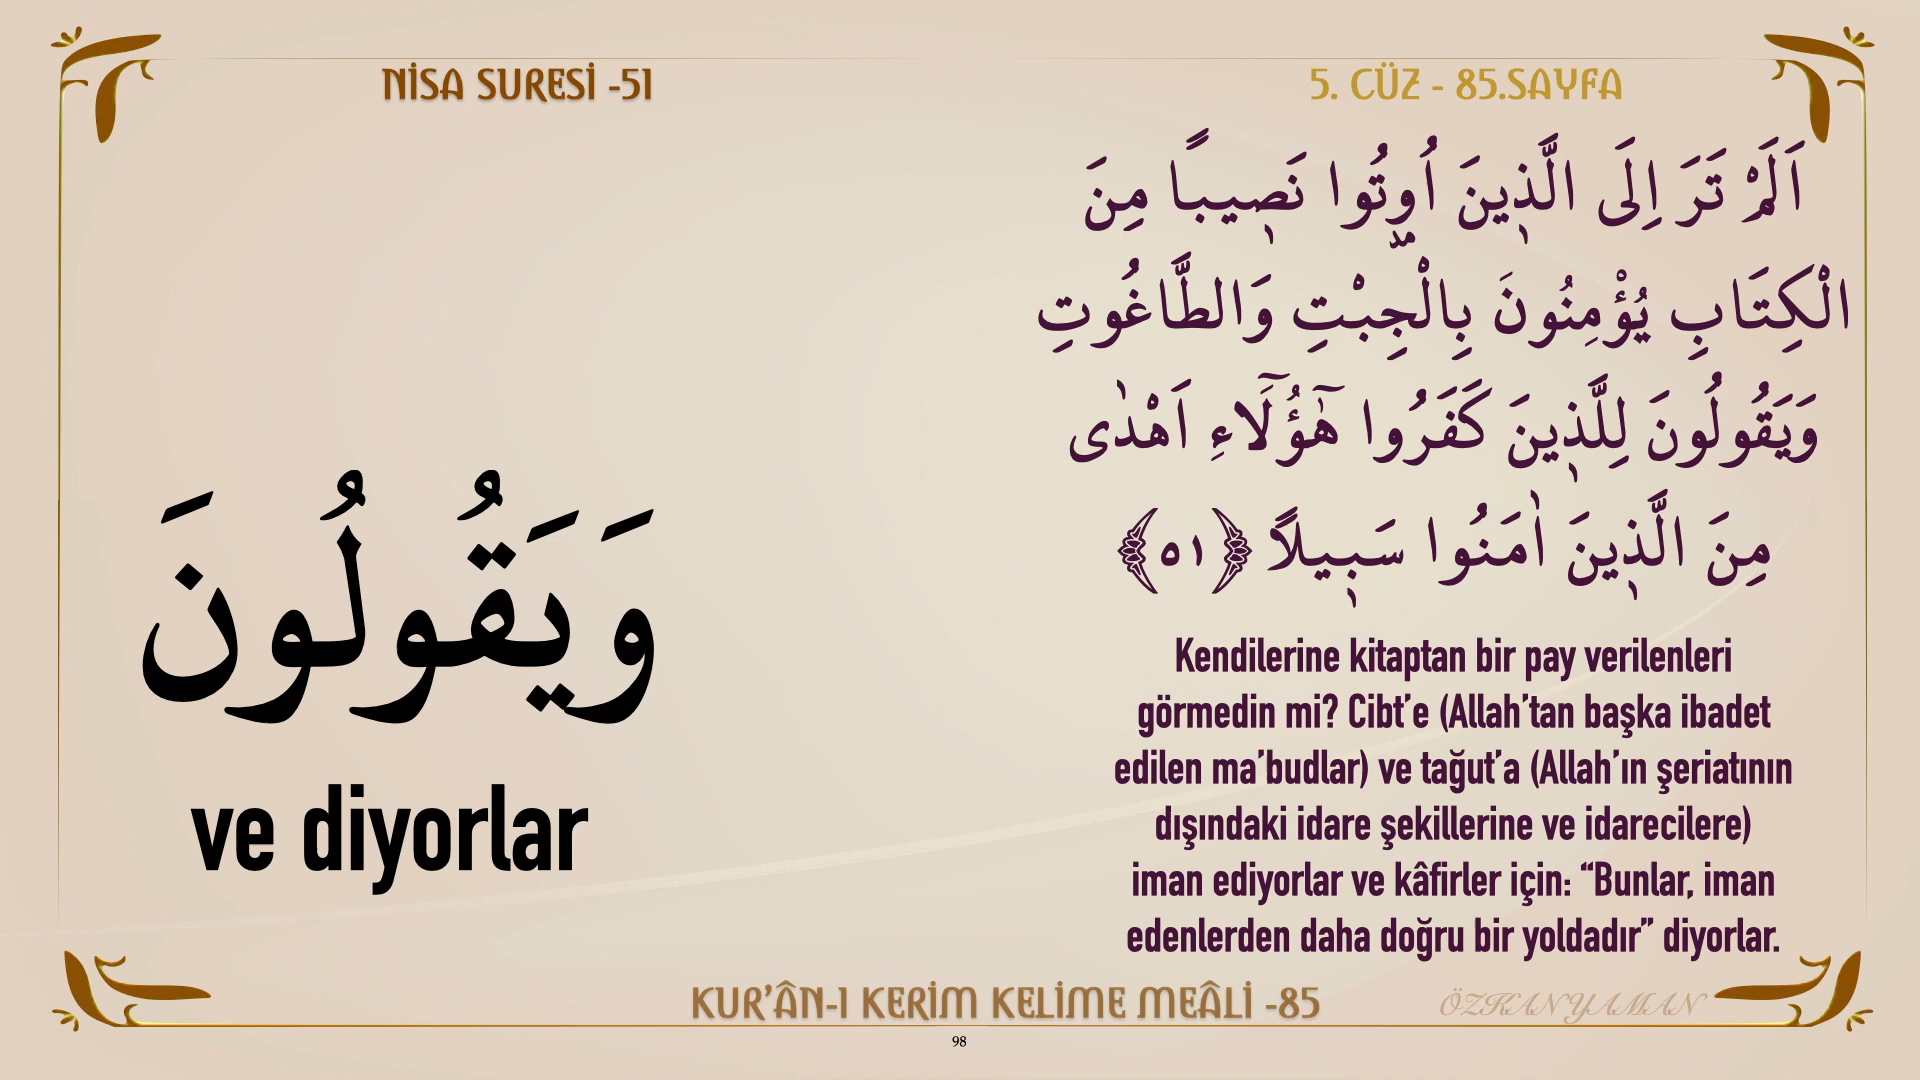 NİSA SURESİ -51
5. CÜZ - 85.SAYFA
اَلَمْ تَرَ اِلَى الَّذ۪ينَ اُو۫تُوا نَص۪يباً مِنَ
الْكِتَابِ يُؤْمِنُونَ بِالْجِبْتِ وَالطَّاغُوتِ
وَيَقُولُونَ لِلَّذ۪ينَ كَفَرُوا هٰٓؤُ۬لَٓاءِ اَهْدٰى
مِنَ الَّذ۪ينَ اٰمَنُوا سَب۪يلاً ﴿٥١﴾
وَيَقُولُونَ
ve diyorlar
Kendilerine kitaptan bir pay verilenleri
görmedin mi? Cibt’e (Allah’tan başka ibadet
edilen ma’budlar) ve tağut’a (Allah’ın şeriatının
dışındaki idare şekillerine ve idarecilere)
iman ediyorlar ve kâfirler için: “Bunlar, iman
edenlerden daha doğru bir yoldadır” diyorlar.
KUR’ÂN-I KERİM KELİME MEÂLİ -85
ÖZKAN YAMAN
98